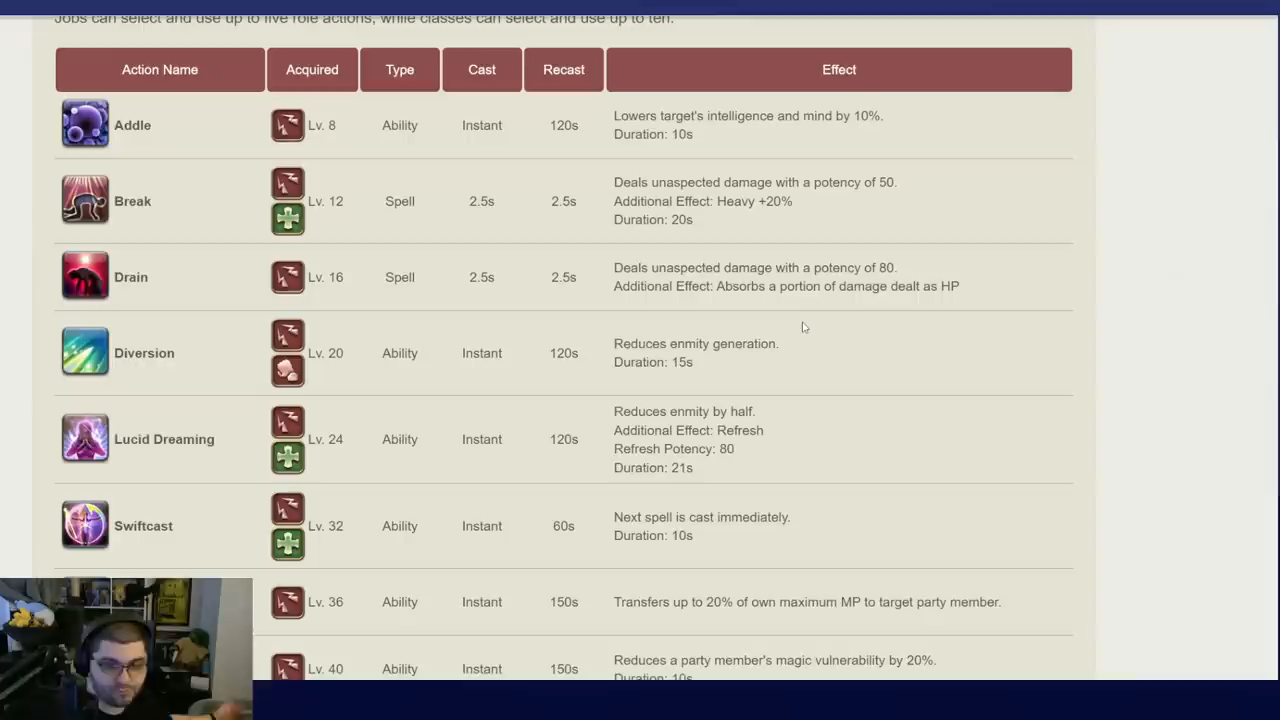 Jobs can select and use up to five role actions, while classes can select and use up to ten.
Action Name Acquired Type Cast Recast Effect
Addle Lv. 8 Ability Instant 120s Lowers target's intelligence and mind by 10%.
Duration: 10s
Break Lv. 12 Spell 2.5s 2.5s Deals unaspected damage with a potency of 50.
Additional Effect: Heavy +20%
Duration: 20s
Drain Lv. 16 Spell 2.5s 2.5s Deals unaspected damage with a potency of 80.
Additional Effect: Absorbs a portion of damage dealt as HP
Diversion Lv. 20 Ability Instant 120s Reduces enmity generation.
Duration: 15s
Lucid Dreaming Lv. 24 Ability Instant 120s Reduces enmity by half.
Additional Effect: Refresh
Refresh Potency: 80
Duration: 21s
Swiftcast Lv. 32 Ability Instant 60s Next spell is cast immediately.
Duration: 10s
Lv. 36 Ability Instant 150s Transfers up to 20% of own maximum MP to target party member.
Lv. 40 Ability Instant 150s Reduces a party member's magic vulnerability by 20%.
Duration: 10s